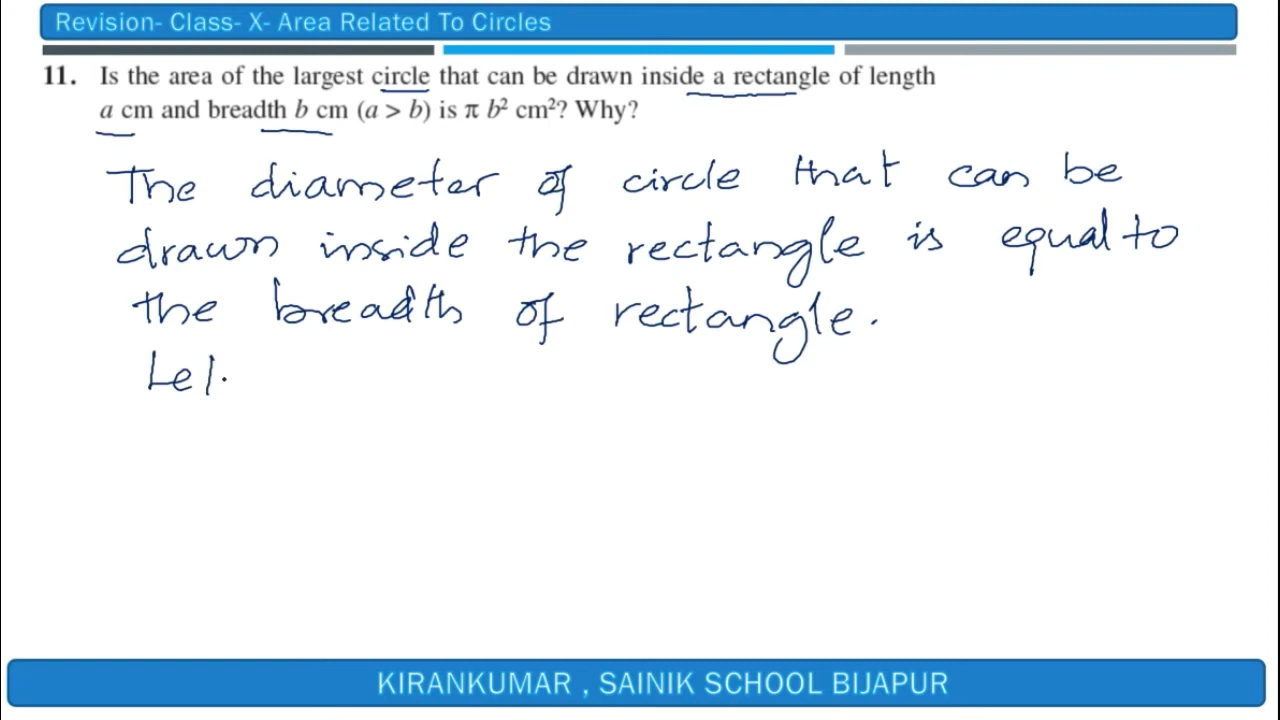 Revision- Class- X- Area Related To Circles
11. Is the area of the largest circle that can be drawn inside a rectangle of length
a cm and breadth b cm (a > b) is π b² cm²? Why?
The diameter of circle that can be
drawn inside the rectangle is equal to
the breadth of rectangle.
Let
KIRANKUMAR , SAINIK SCHOOL BIJAPUR